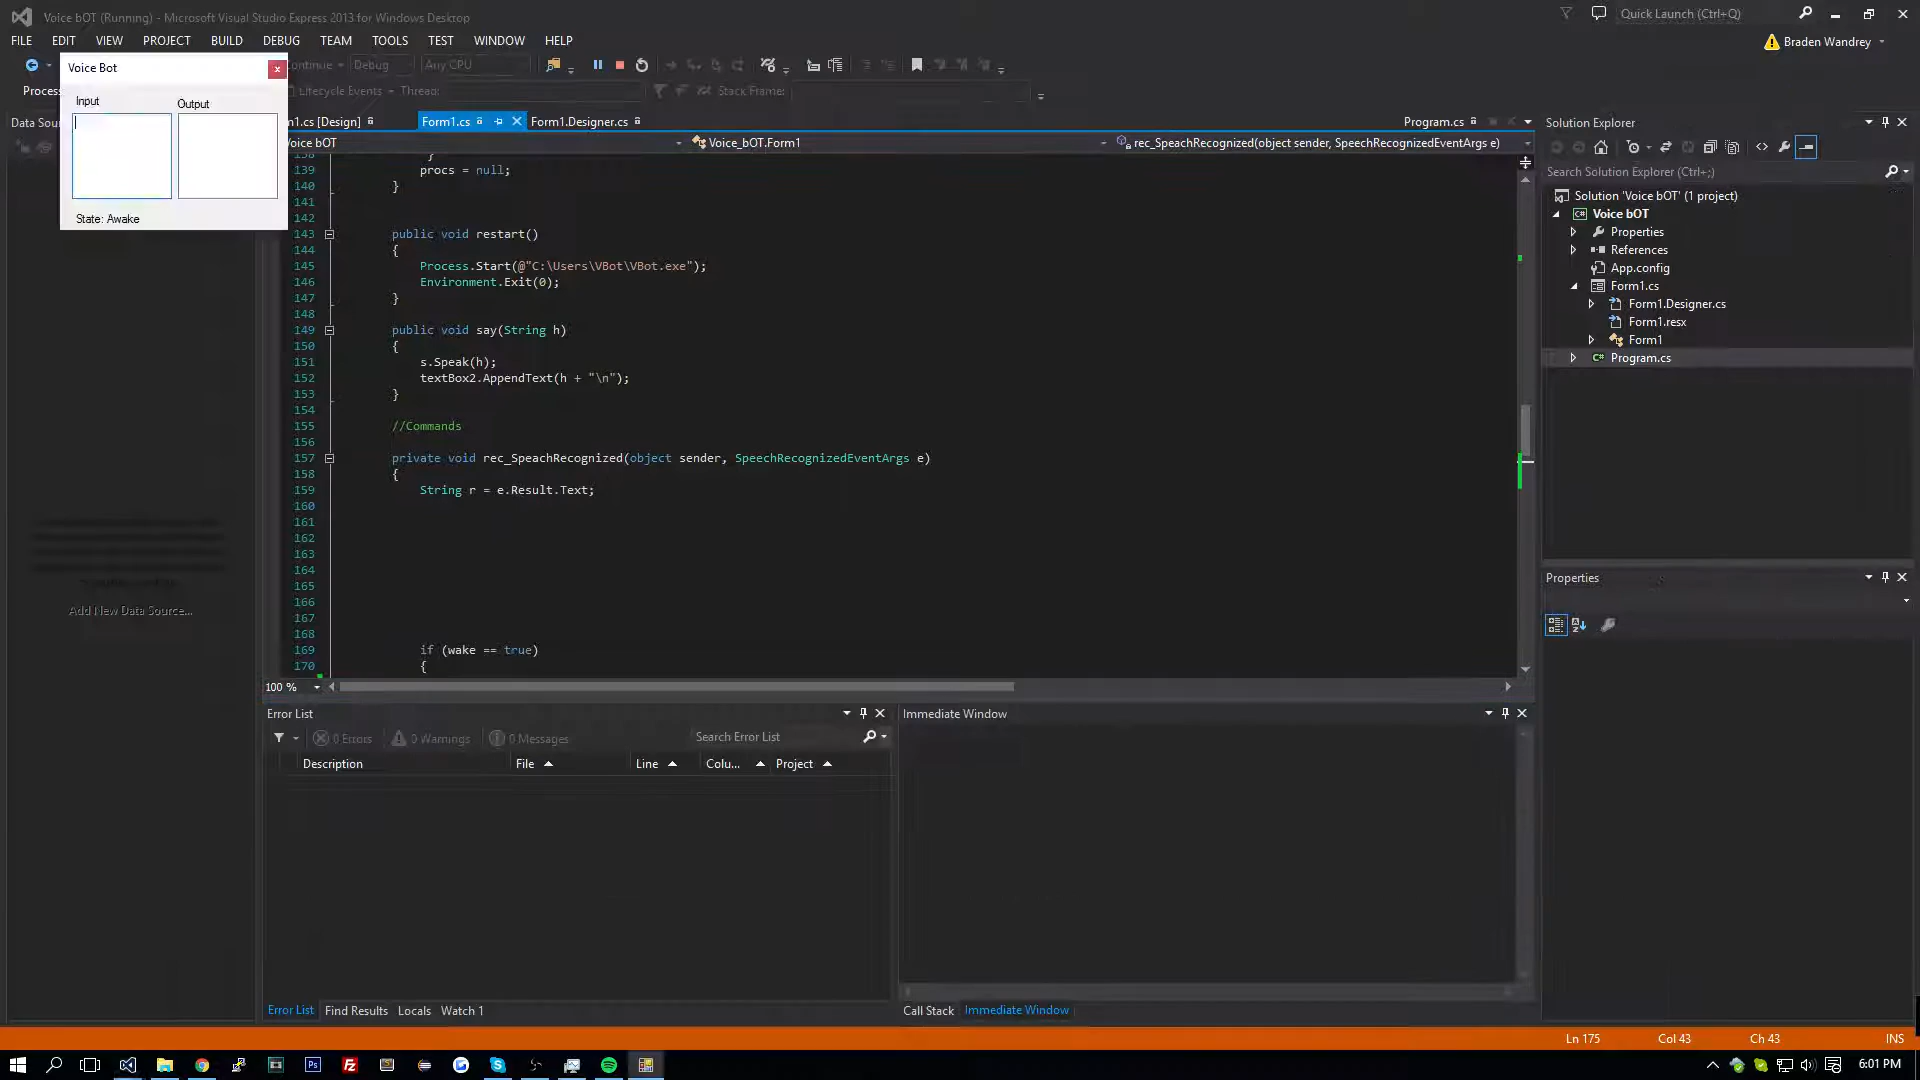 Voice bOT (Running) - Microsoft Visual Studio Express 2013 for Windows Desktop
Quick Launch (Ctrl+Q)
FILE EDIT VIEW PROJECT BUILD DEBUG TEAM TOOLS TEST WINDOW HELP
Braden Wandrey
Continue Debug Any CPU
Process Lifecycle Events Thread: Stack Frame:
Voice Bot
Input
Output
State: Awake
Data Sou
Add New Data Source...
m1.cs [Design] Form1.cs Form1.Designer.cs Program.cs
Voice bOT Voice_bOT.Form1 rec_SpeachRecognized(object sender, SpeechRecognizedEventArgs e)
138 }
139 procs = null;
140 }
141
142
143 public void restart()
144 {
145 Process.Start(@"C:\Users\VBot\VBot.exe");
146 Environment.Exit(0);
147 }
148
149 public void say(String h)
150 {
151 s.Speak(h);
152 textBox2.AppendText(h + "\n");
153 }
154
155 //Commands
156
157 private void rec_SpeachRecognized(object sender, SpeechRecognizedEventArgs e)
158 {
159 String r = e.Result.Text;
160
161
162
163
164
165
166
167
168
169 if (wake == true)
170 {
100 %
Solution Explorer
Search Solution Explorer (Ctrl+;)
Solution 'Voice bOT' (1 project)
Voice bOT
Properties
References
App.config
Form1.cs
Form1.Designer.cs
Form1.resx
Form1
Program.cs
Properties
Error List
0 Errors 0 Warnings 0 Messages Search Error List
Description File Line Colu... Project
Immediate Window
Error List Find Results Locals Watch 1
Call Stack Immediate Window
Ln 175 Col 43 Ch 43 INS
Ps
Fz
6:01 PM